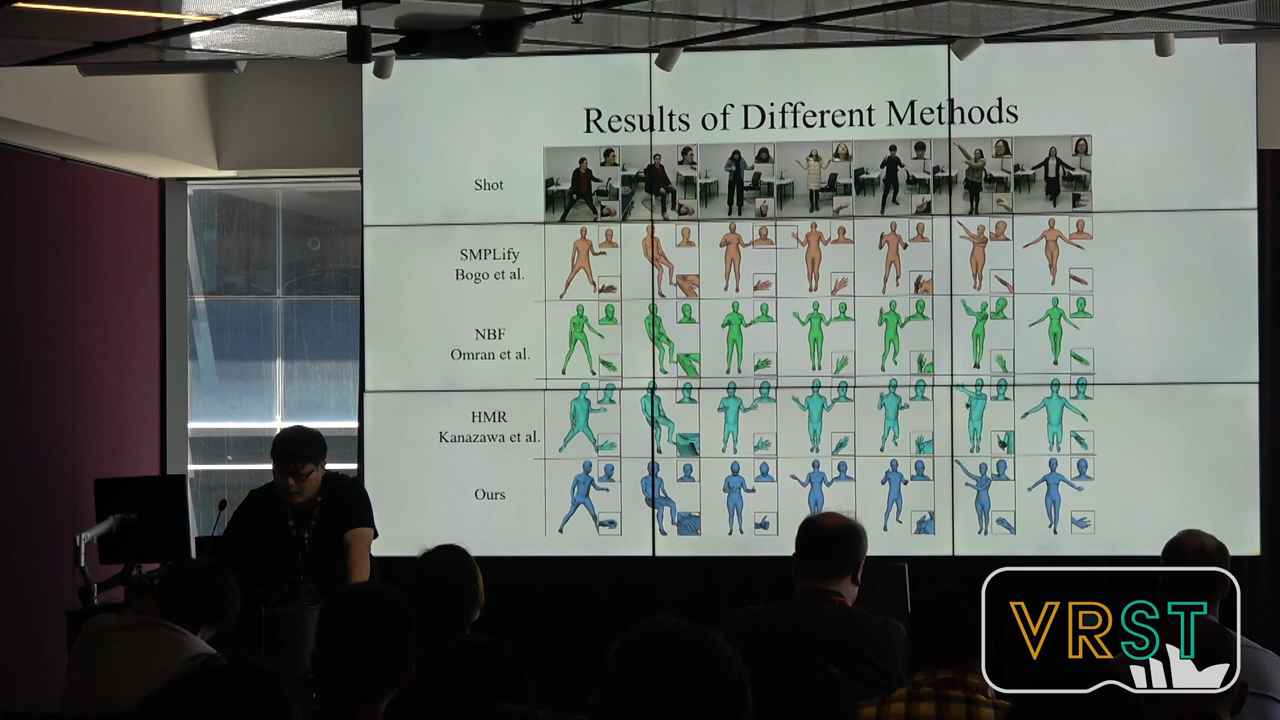 Results of Different Methods
Shot
SMPLify
Bogo et al.
NBF
Omran et al.
HMR
Kanazawa et al.
Ours
VRST